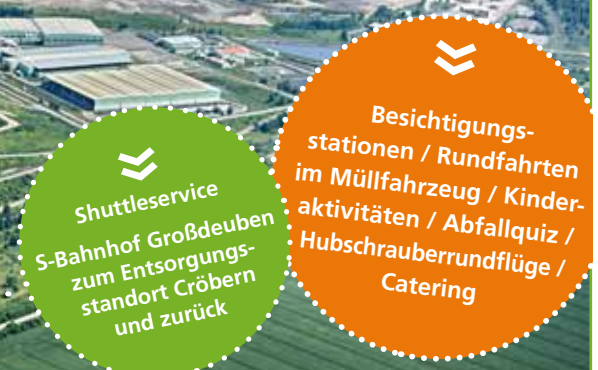 Shuttleservice
S-Bahnhof Großdeuben
zum Entsorgungs-
standort Cröbern
und zurück
Besichtigungs-
stationen / Rundfahrten
im Müllfahrzeug / Kinder-
aktivitäten / Abfallquiz /
Hubschrauberrundflüge /
Catering